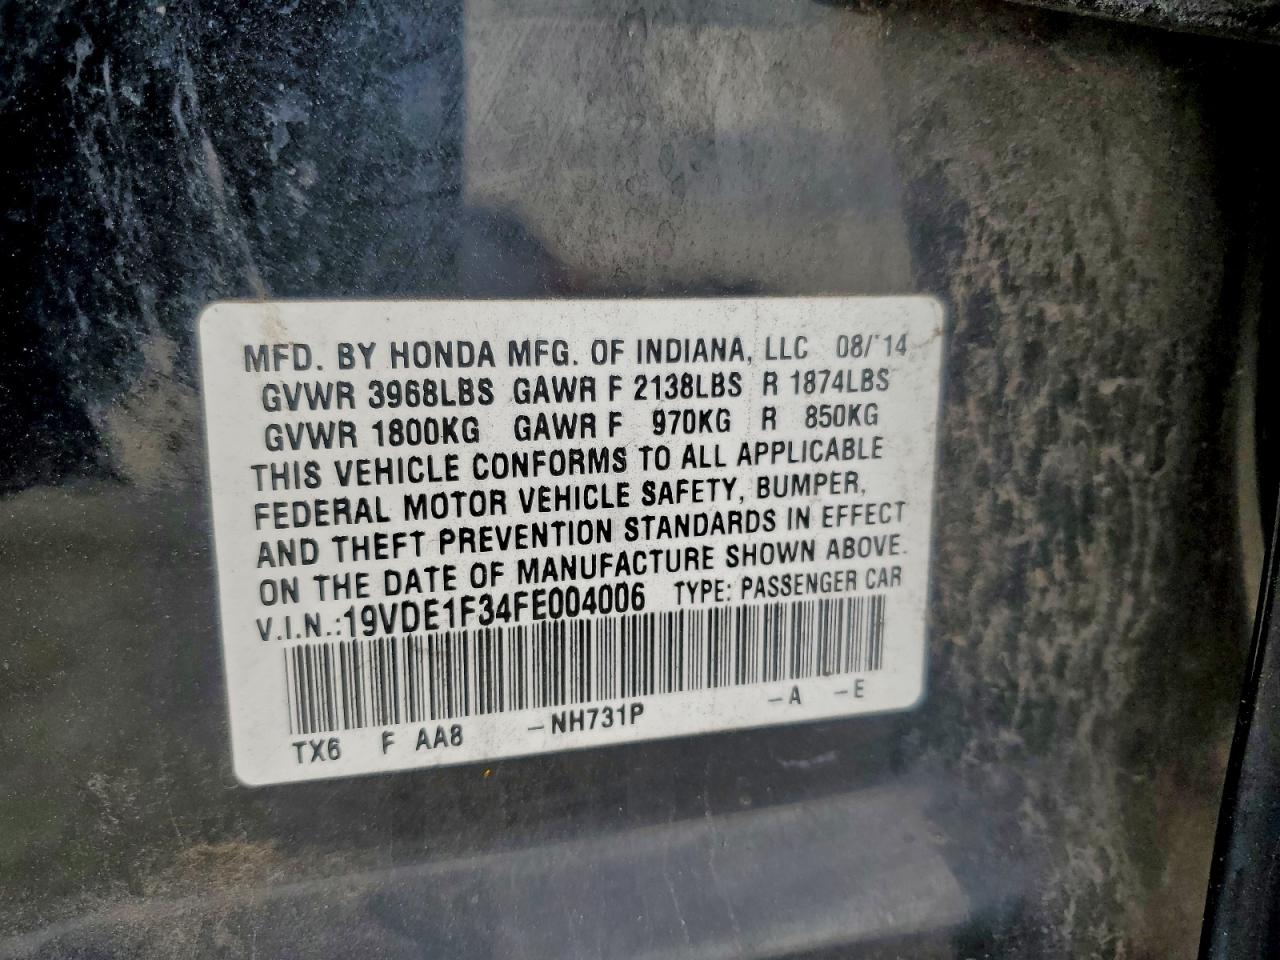 MFD. BY HONDA MFG. OF INDIANA, LLC 08/'14
GVWR 3968LBS GAWR F 2138LBS R 1874LBS
GVWR 1800KG GAWR F 970KG R 850KG
THIS VEHICLE CONFORMS TO ALL APPLICABLE
FEDERAL MOTOR VEHICLE SAFETY, BUMPER,
AND THEFT PREVENTION STANDARDS IN EFFECT
ON THE DATE OF MANUFACTURE SHOWN ABOVE.
V.I.N.:19VDE1F34FE004006 TYPE: PASSENGER CAR
TX6 F AA8 -NH731P -A -E